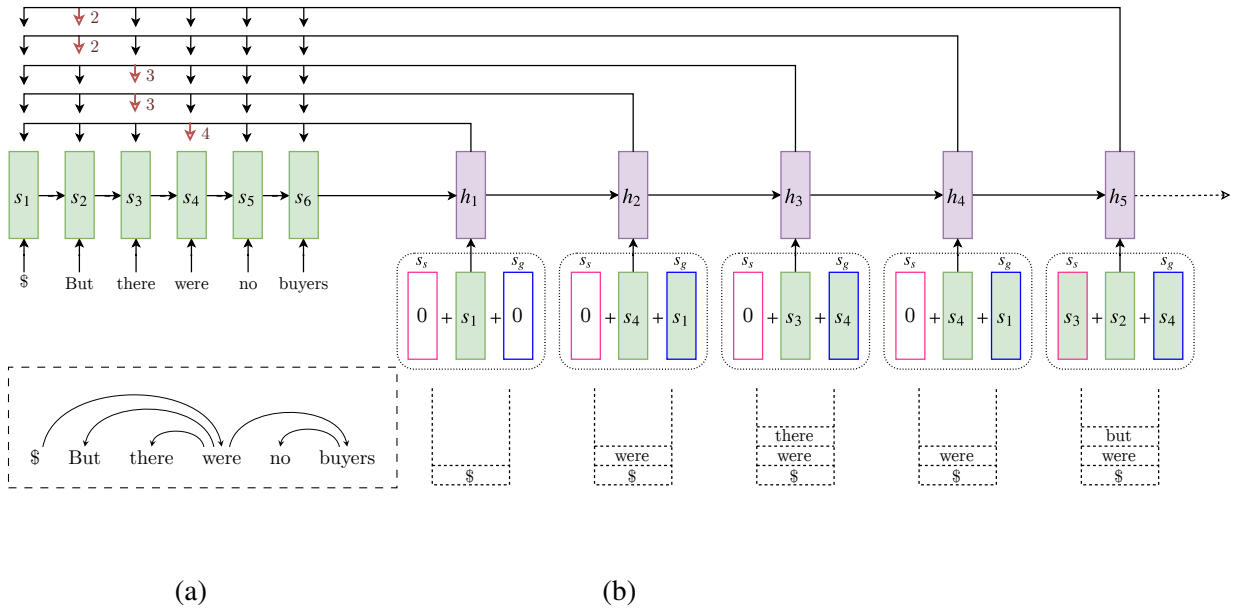 2
2
3
3
4
s1 s2 s3 s4 s5 s6 h1 h2 h3 h4 h5
$ But there were no buyers
ss sg ss sg ss sg ss sg ss sg
0 + s1 + 0 0 + s4 + s1 0 + s3 + s4 0 + s4 + s1 s3 + s2 + s4
there but
$ But there were no buyers were were were were
$ $ $ $ $
(a) (b)